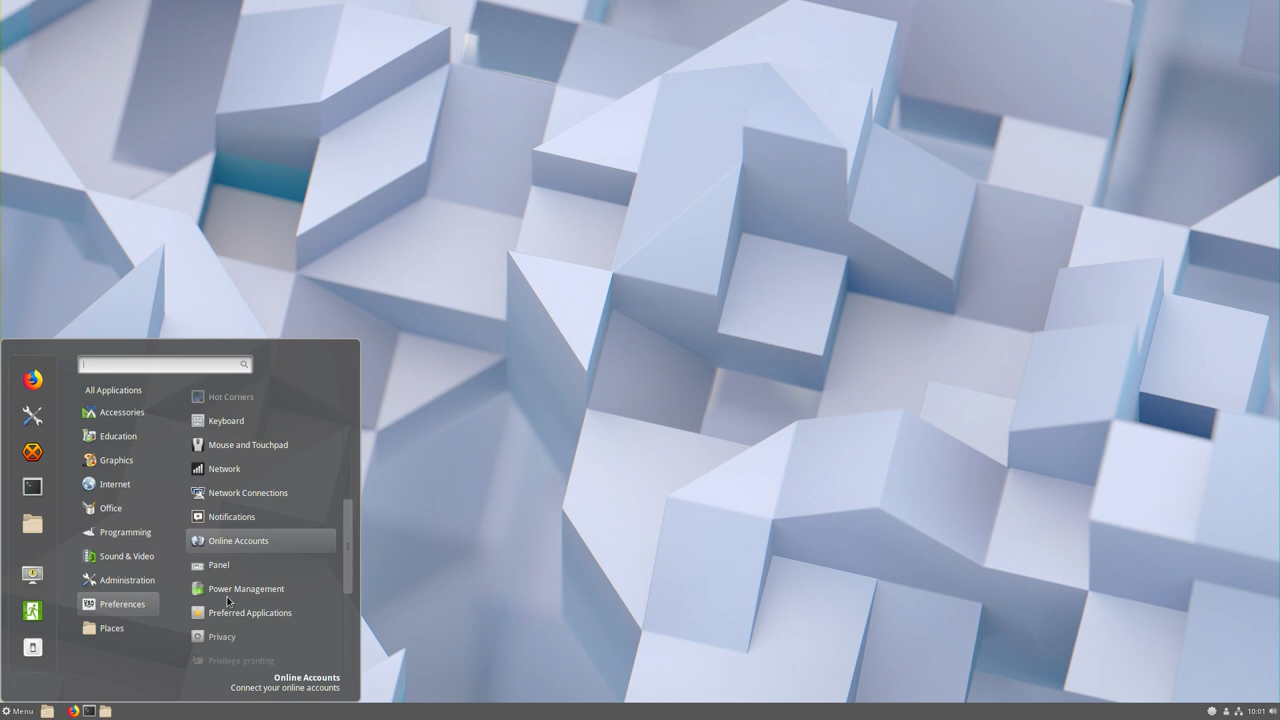 All Applications
Accessories
Education
Graphics
Internet
Office
Programming
Sound & Video
Administration
Preferences
Places
Hot Corners
Keyboard
Mouse and Touchpad
Network
Network Connections
Notifications
Online Accounts
Panel
Power Management
Preferred Applications
Privacy
Privilege granting
Online Accounts
Connect your online accounts
Menu
10:01